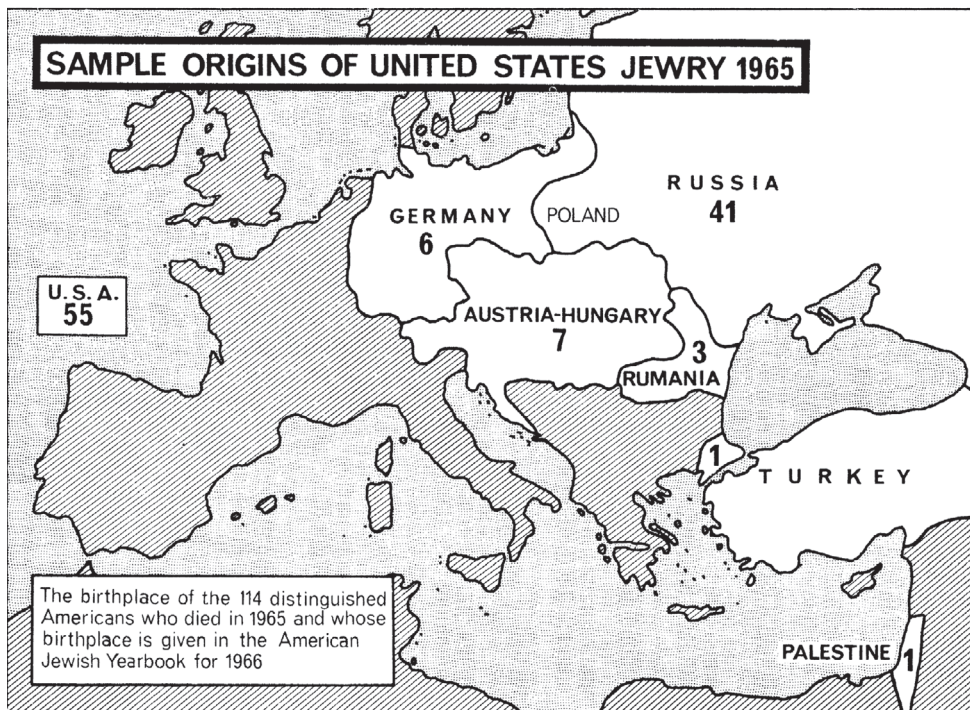 SAMPLE ORIGINS OF UNITED STATES JEWRY 1965
RUSSIA
41
GERMANY
6
POLAND
U.S.A.
55
AUSTRIA-HUNGARY
7
3
RUMANIA
1
TURKEY
The birthplace of the 114 distinguished
Americans who died in 1965 and whose
birthplace is given in the American
Jewish Yearbook for 1966
PALESTINE 1